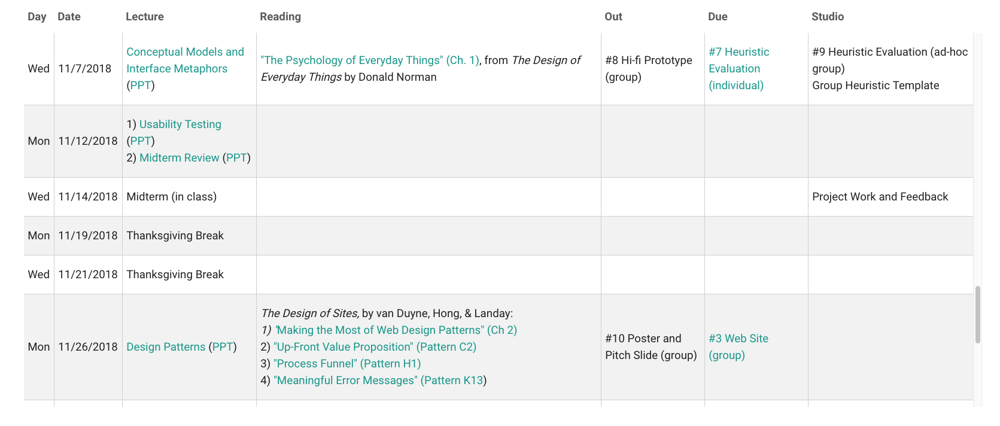 Day Date Lecture Reading Out Due Studio
Wed
11/7/2018
Conceptual Models and
Interface Metaphors
(PPT)
"The Psychology of Everyday Things" (Ch. 1), from The Design of
Everyday Things by Donald Norman
#8 Hi-fi Prototype
(group)
#7 Heuristic
Evaluation
(individual)
#9 Heuristic Evaluation (ad-hoc
group)
Group Heuristic Template
Mon
11/12/2018
1) Usability Testing
(PPT)
2) Midterm Review (PPT)
Wed
11/14/2018
Midterm (in class)
Project Work and Feedback
Mon
11/19/2018
Thanksgiving Break
Wed
11/21/2018
Thanksgiving Break
Mon
11/26/2018
Design Patterns (PPT)
The Design of Sites, by van Duyne, Hong, & Landay:
1) "Making the Most of Web Design Patterns" (Ch 2)
2) "Up-Front Value Proposition" (Pattern C2)
3) "Process Funnel" (Pattern H1)
4) "Meaningful Error Messages" (Pattern K13)
#10 Poster and
Pitch Slide (group)
#3 Web Site
(group)